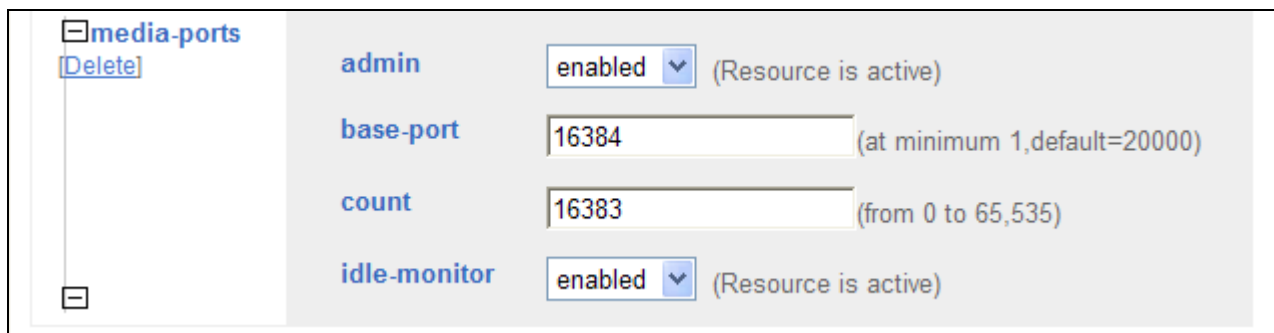 media-ports
[Delete]
admin enabled (Resource is active)
base-port 16384 (at minimum 1,default=20000)
count 16383 (from 0 to 65,535)
idle-monitor enabled (Resource is active)